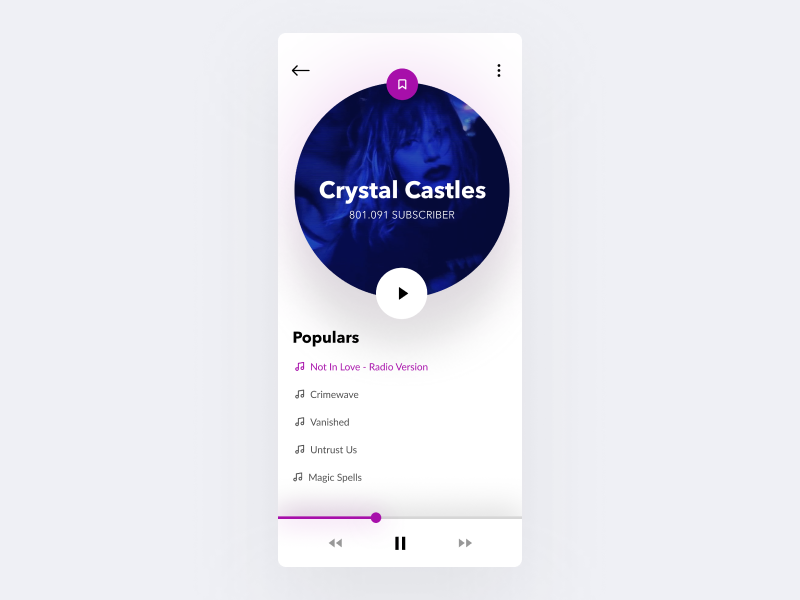 Crystal Castles
801.091 SUBSCRIBER
Populars
Not In Love - Radio Version
Crimewave
Vanished
Untrust Us
Magic Spells